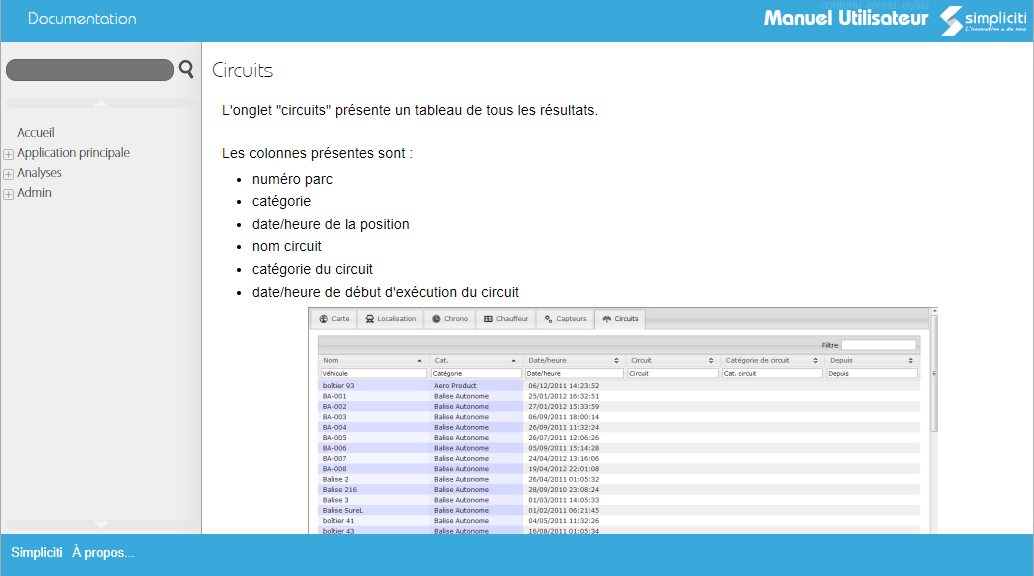 Documentation
contenu menu outils
Manuel Utilisateur
simpliciti
L'innovation a du sens
Circuits
L'onglet "circuits" présente un tableau de tous les résultats.
Accueil
Application principale
Analyses
Admin
Les colonnes présentes sont :
• numéro parc
• catégorie
• date/heure de la position
• nom circuit
• catégorie du circuit
• date/heure de début d'exécution du circuit
Carte Localisation Chrono Chauffeur Capteurs Circuits
Filtre
Nom Cat. Date/heure Circuit Catégorie de circuit Depuis
Véhicule Catégorie Date/heure Circuit Cat. circuit Depuis
boîtier 93 Aero Product 06/12/2011 14:23:52
BA-001 Balise Autonome 25/01/2012 16:32:51
BA-002 Balise Autonome 27/01/2012 15:33:59
BA-003 Balise Autonome 06/09/2011 18:00:14
BA-004 Balise Autonome 26/09/2011 11:32:24
BA-005 Balise Autonome 26/07/2011 12:06:26
BA-006 Balise Autonome 05/09/2011 15:14:28
BA-007 Balise Autonome 24/04/2012 13:16:06
BA-008 Balise Autonome 19/04/2012 22:01:08
Balise 2 Balise Autonome 26/04/2011 01:05:32
Balise 216 Balise Autonome 28/09/2010 23:08:24
Balise 3 Balise Autonome 01/03/2011 14:05:33
Balise SureL Balise Autonome 01/02/2011 06:21:45
boîtier 41 Balise Autonome 04/05/2011 11:32:26
boîtier 43 Balise Autonome 16/08/2011 01:05:34
Simpliciti À propos...